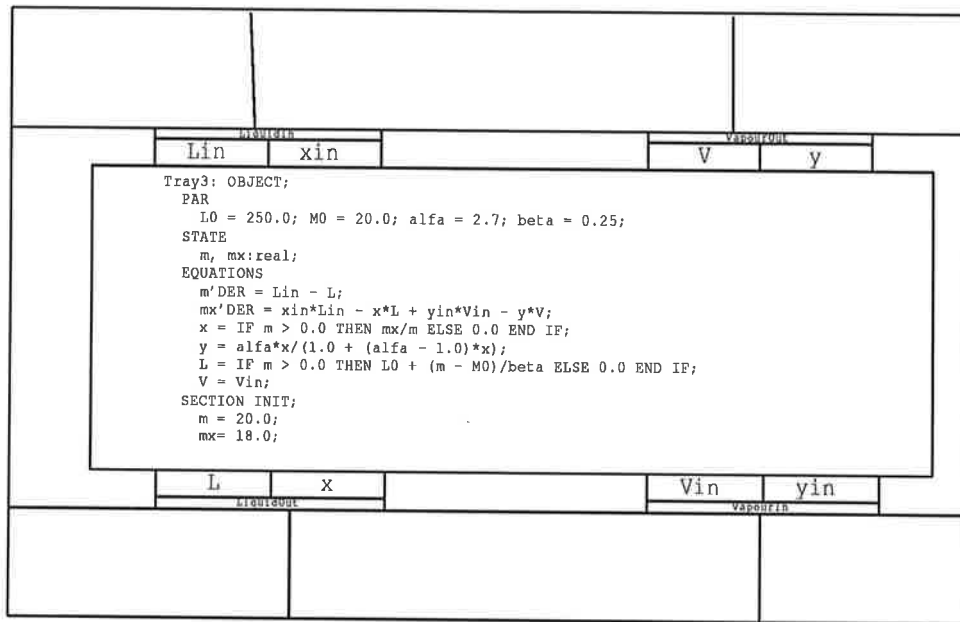 LiquidIn VapourOut
Lin xin V y
Tray3: OBJECT;
PAR
L0 = 250.0; M0 = 20.0; alfa = 2.7; beta = 0.25;
STATE
m, mx:real;
EQUATIONS
m'DER = Lin - L;
mx'DER = xin*Lin - x*L + yin*Vin - y*V;
x = IF m > 0.0 THEN mx/m ELSE 0.0 END IF;
y = alfa*x/(1.0 + (alfa - 1.0)*x);
L = IF m > 0.0 THEN L0 + (m - M0)/beta ELSE 0.0 END IF;
V = Vin;
SECTION INIT;
m = 20.0;
mx= 18.0;
L x Vin yin
LiquidOut VapourIn